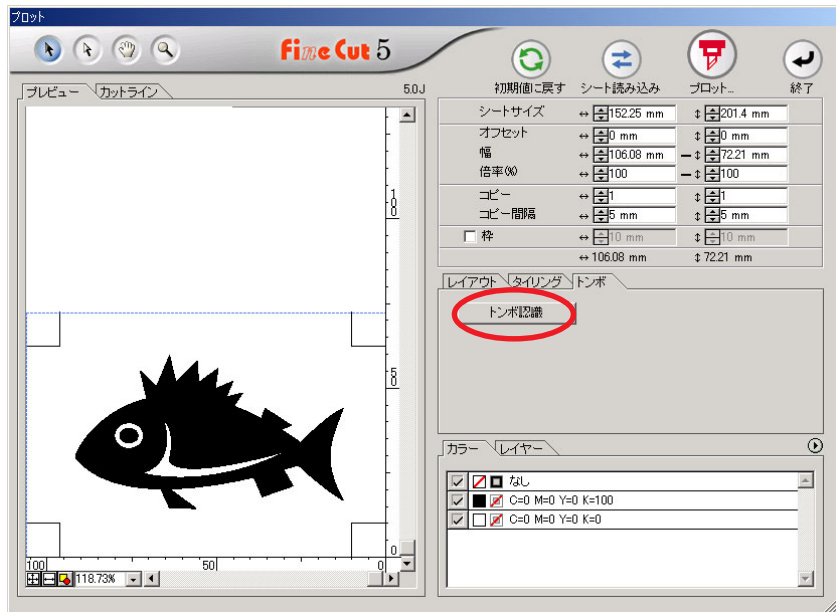 プロット
Fine Cut 5
初期値に戻す シート読み込み プロット... 終了
プレビュー カットライン 5.0J
シートサイズ ↔ 152.25 mm ↕ 201.4 mm
オフセット ↔ 0 mm ↕ 0 mm
幅 ↔ 106.08 mm ↕ 72.21 mm
倍率(%) ↔ 100 ↕ 100
コピー ↔ 1 ↕ 1
コピー間隔 ↔ 5 mm ↕ 5 mm
枠 ↔ 10 mm ↕ 10 mm
↔ 106.08 mm ↕ 72.21 mm
レイアウト タイリング トンボ
トンボ認識
100
50
0
100 50 0
118.73%
カラー レイヤー
なし
C=0 M=0 Y=0 K=100
C=0 M=0 Y=0 K=0